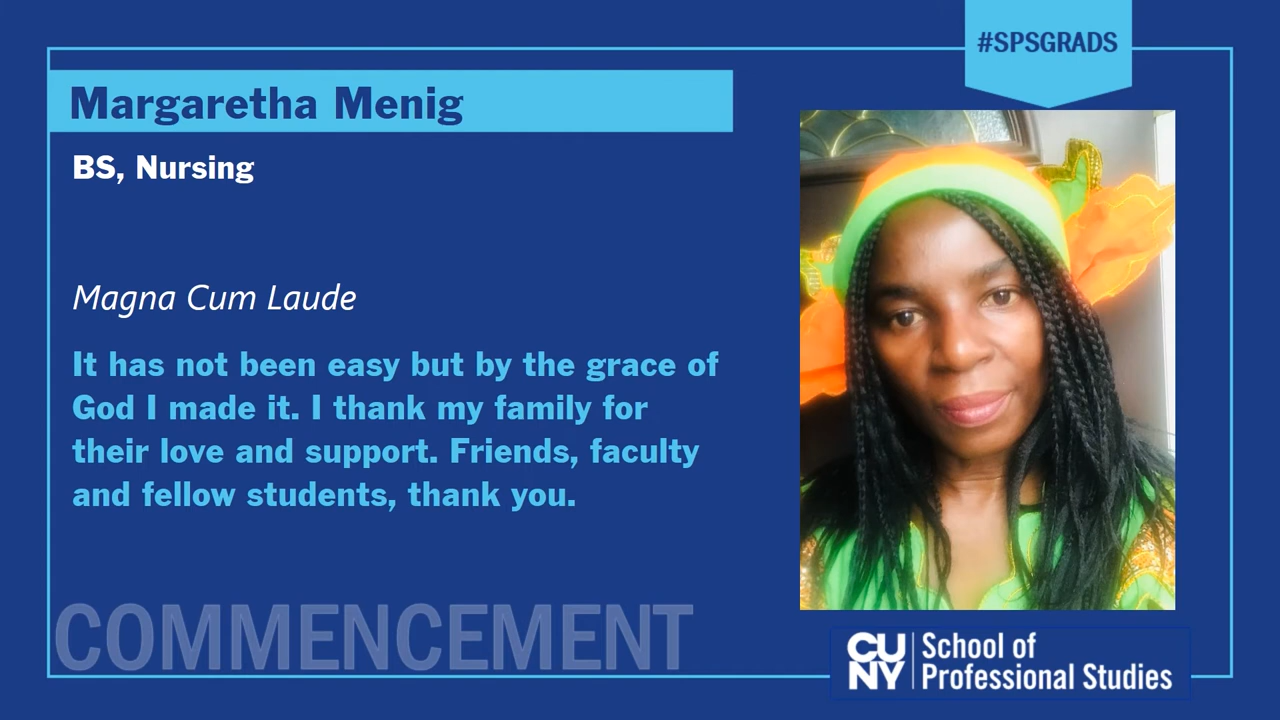 #SPSGRADS
Margaretha Menig
BS, Nursing
Magna Cum Laude
It has not been easy but by the grace of
God I made it. I thank my family for
their love and support. Friends, faculty
and fellow students, thank you.
COMMENCEMENT
CU
NY
School of
Professional Studies